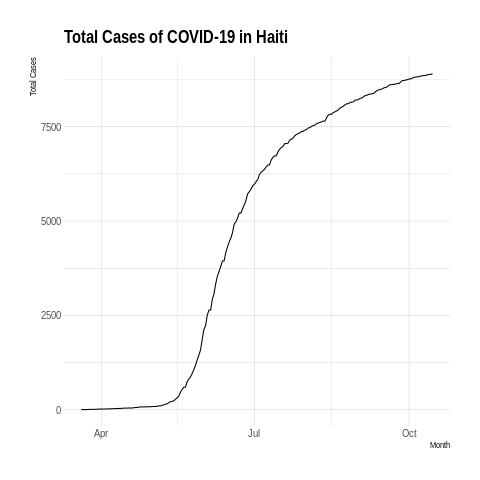 Total Cases of COVID-19 in Haiti
Total Cases
7500
5000
2500
0
Apr Jul Oct
Month